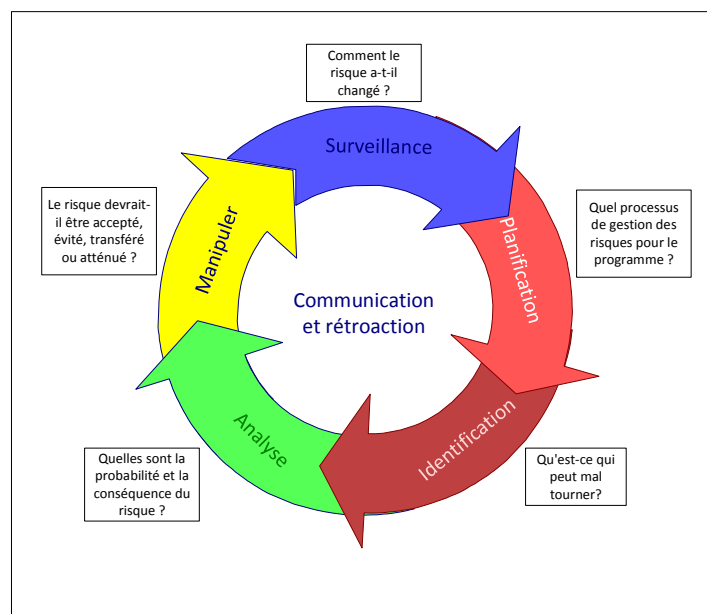 Comment le
risque a-t-il
changé ?
Surveillance
Le risque devrait-
il être accepté,
évité, transféré
ou atténué ?
Manipuler
Quel processus
de gestion des
risques pour le
programme ?
Planification
Communication
et rétroaction
Analyse
Identification
Quelles sont la
probabilité et la
conséquence du
risque ?
Qu'est-ce qui
peut mal
tourner?